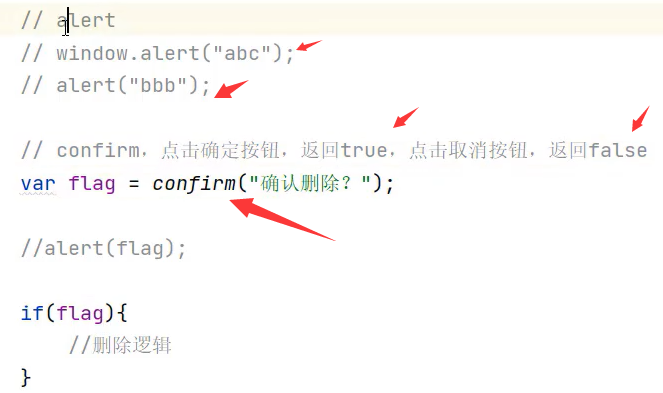 // alert
// window.alert("abc");
// alert("bbb");
// confirm，点击确定按钮，返回true，点击取消按钮，返回false
var flag = confirm("确认删除？");
//alert(flag);
if(flag){
//删除逻辑
}